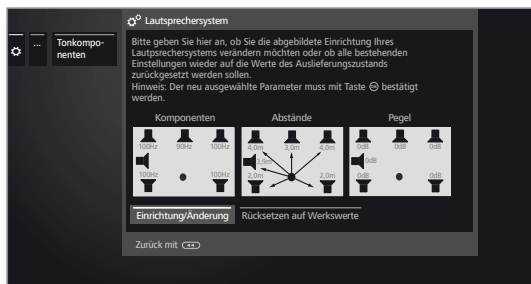 Lautsprechersystem
...
Tonkompo-
nenten
Bitte geben Sie hier an, ob Sie die abgebildete Einrichtung Ihres
Lautpsrechersystems verändern möchten oder ob alle bestehenden
Einstellungen wieder auf die Werte des Auslieferungszustands
zurückgesetzt werden sollen.
Hinweis: Der neu ausgewählte Parameter muss mit Taste OK bestätigt
werden.
Komponenten Abstände Pegel
100Hz 90Hz 100Hz 4,0m 3,0m 4,0m 0dB 0dB 0dB
3,9m 0dB
100Hz 100Hz 2,0m 2,0m 0dB 0dB
Einrichtung/Änderung Rücksetzen auf Werkswerte
Zurück mit